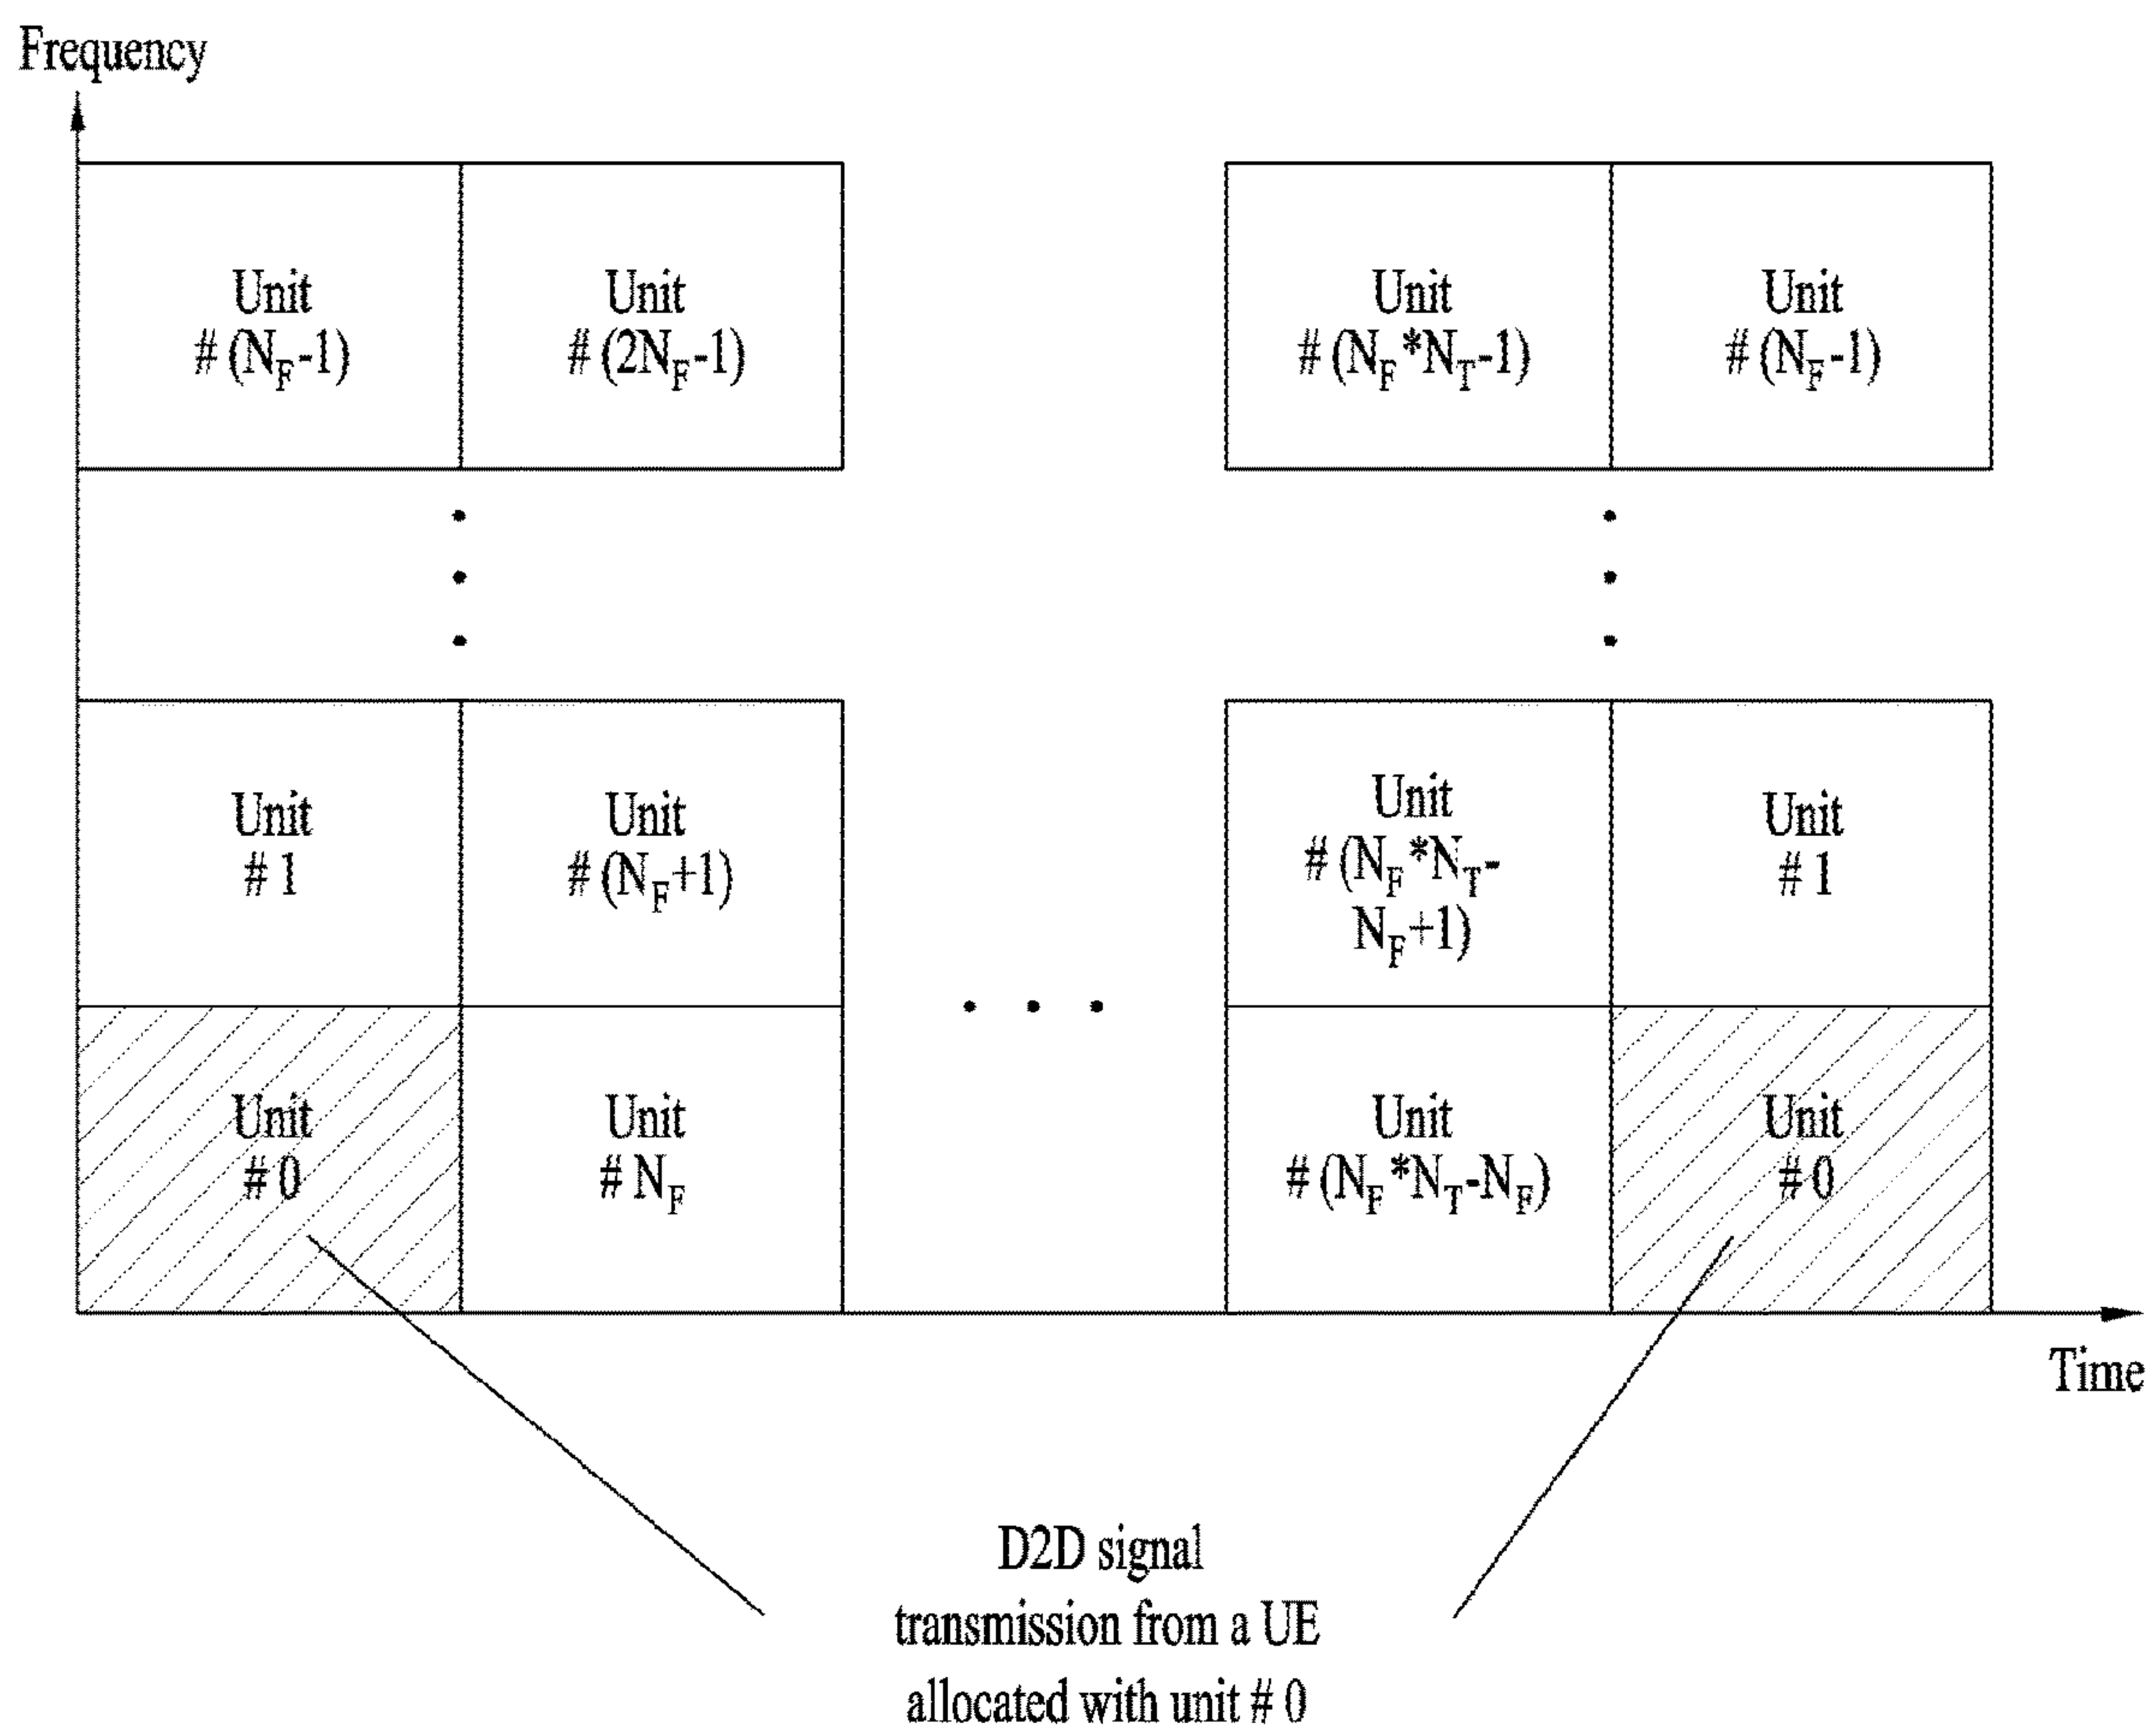 Frequency
Unit
# (N_F-1)
Unit
# (2N_F-1)
Unit
# (N_F*N_T-1)
Unit
# (N_F-1)
Unit
# 1
Unit
# (N_F+1)
Unit
# (N_F*N_T-
N_F+1)
Unit
# 1
Unit
# 0
Unit
# N_F
Unit
# (N_F*N_T-N_F)
Unit
# 0
Time
D2D signal
transmission from a UE
allocated with unit # 0